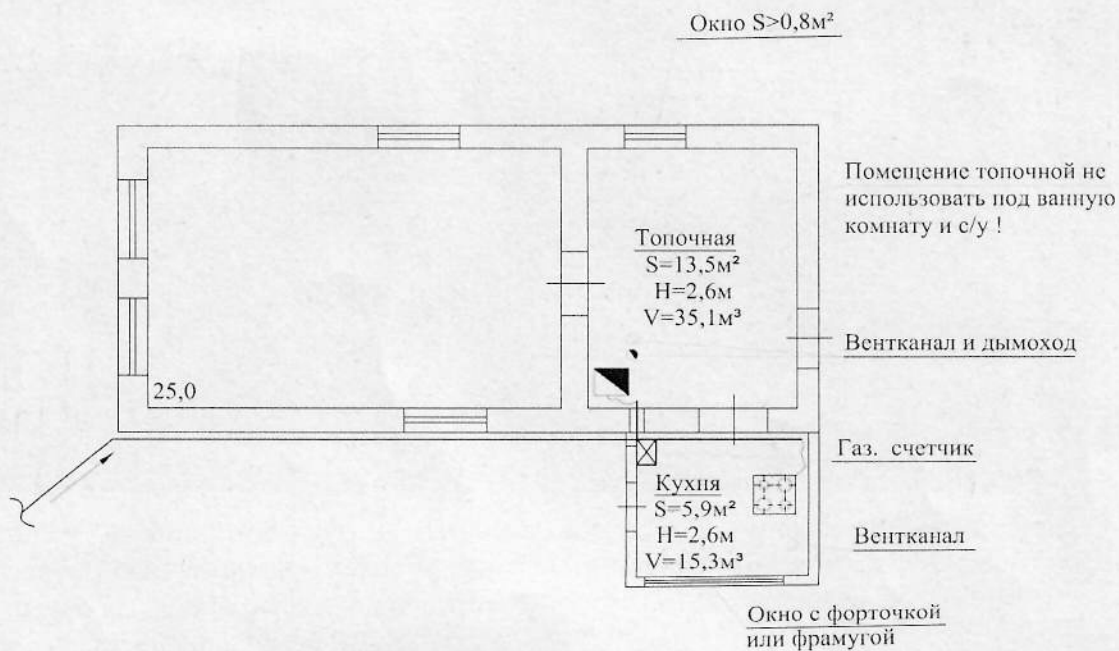 Окно S>0,8м²
Помещение топочной не
использовать под ванную
комнату и с/у !
Топочная
S=13,5м²
H=2,6м
V=35,1м³
Вентканал и дымоход
25,0
Газ. счетчик
Кухня
S=5,9м²
H=2,6м
V=15,3м³
Вентканал
Окно с форточкой
или фрамугой